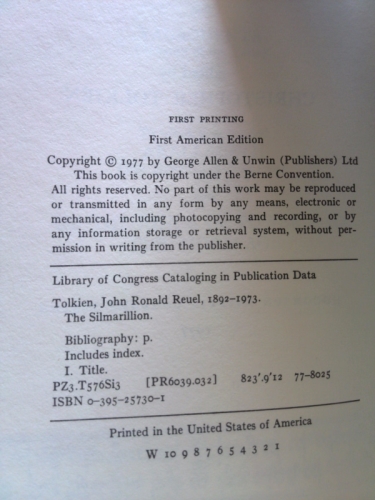 FIRST PRINTING
First American Edition
Copyright © 1977 by George Allen & Unwin (Publishers) Ltd
This book is copyright under the Berne Convention.
All rights reserved. No part of this work may be reproduced
or transmitted in any form by any means, electronic or
mechanical, including photocopying and recording, or by
any information storage or retrieval system, without per-
mission in writing from the publisher.
Library of Congress Cataloging in Publication Data
Tolkien, John Ronald Reuel, 1892–1973.
The Silmarillion.
Bibliography: p.
Includes index.
I. Title.
PZ3.T576Si3 [PR6039.032] 823'.9'12 77–8025
ISBN 0–395–25730–1
Printed in the United States of America
W 10 9 8 7 6 5 4 3 2 1